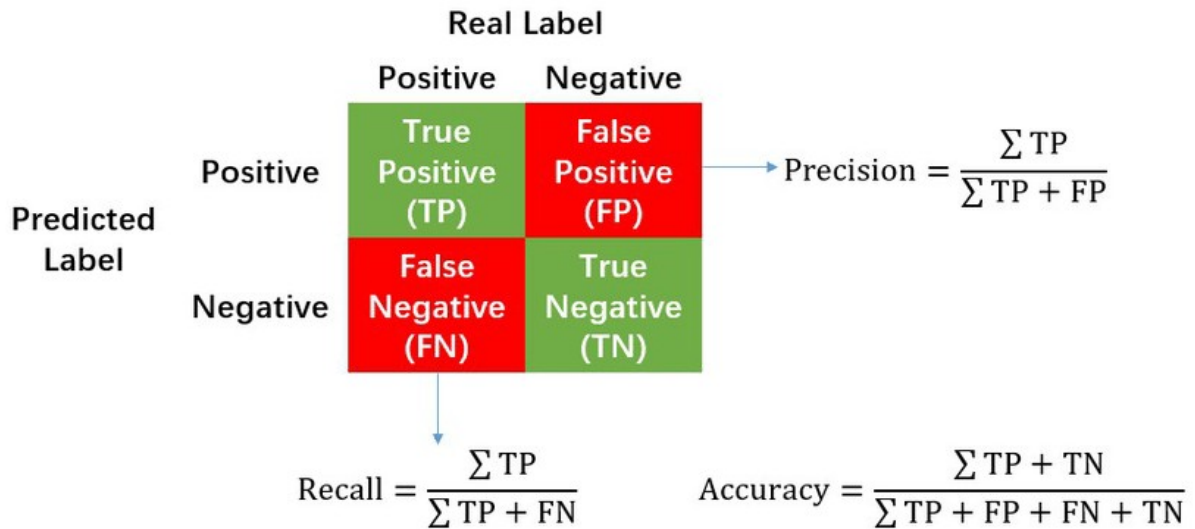 Real Label
Positive Negative
True Positive (TP)
False Positive (FP)
Positive
Precision = ∑ TP / ∑ TP + FP
Predicted Label
False Negative (FN)
True Negative (TN)
Negative
Recall = ∑ TP / ∑ TP + FN
Accuracy = ∑ TP + TN / ∑ TP + FP + FN + TN